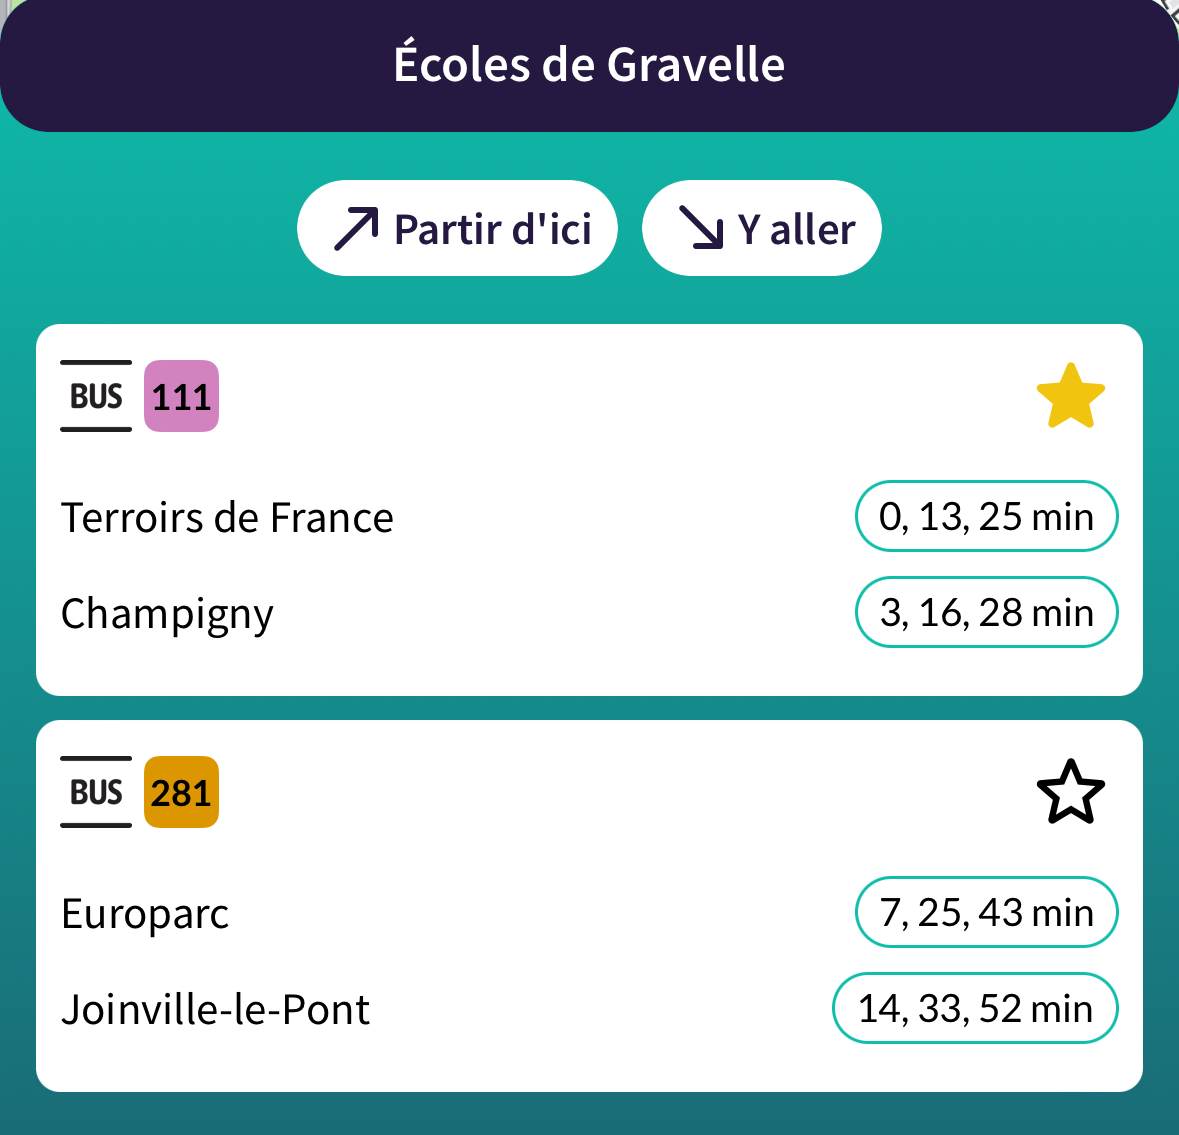 Écoles de Gravelle
Partir d'ici
Y aller
BUS 111
Terroirs de France 0, 13, 25 min
Champigny 3, 16, 28 min
BUS 281
Europarc 7, 25, 43 min
Joinville-le-Pont 14, 33, 52 min